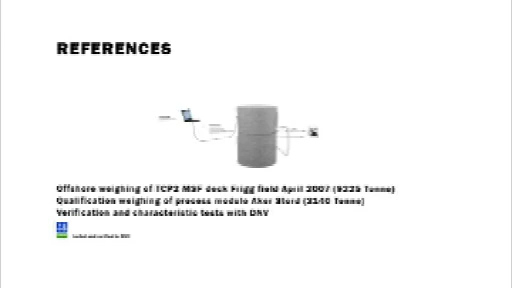 REFERENCES
Offshore weighing of TCP2 MSF deck Frigg field April 2007 (9225 Tonne)
Qualification weighing of process module Aker Stord (2140 Tonne)
Verification and characteristic tests with DNV